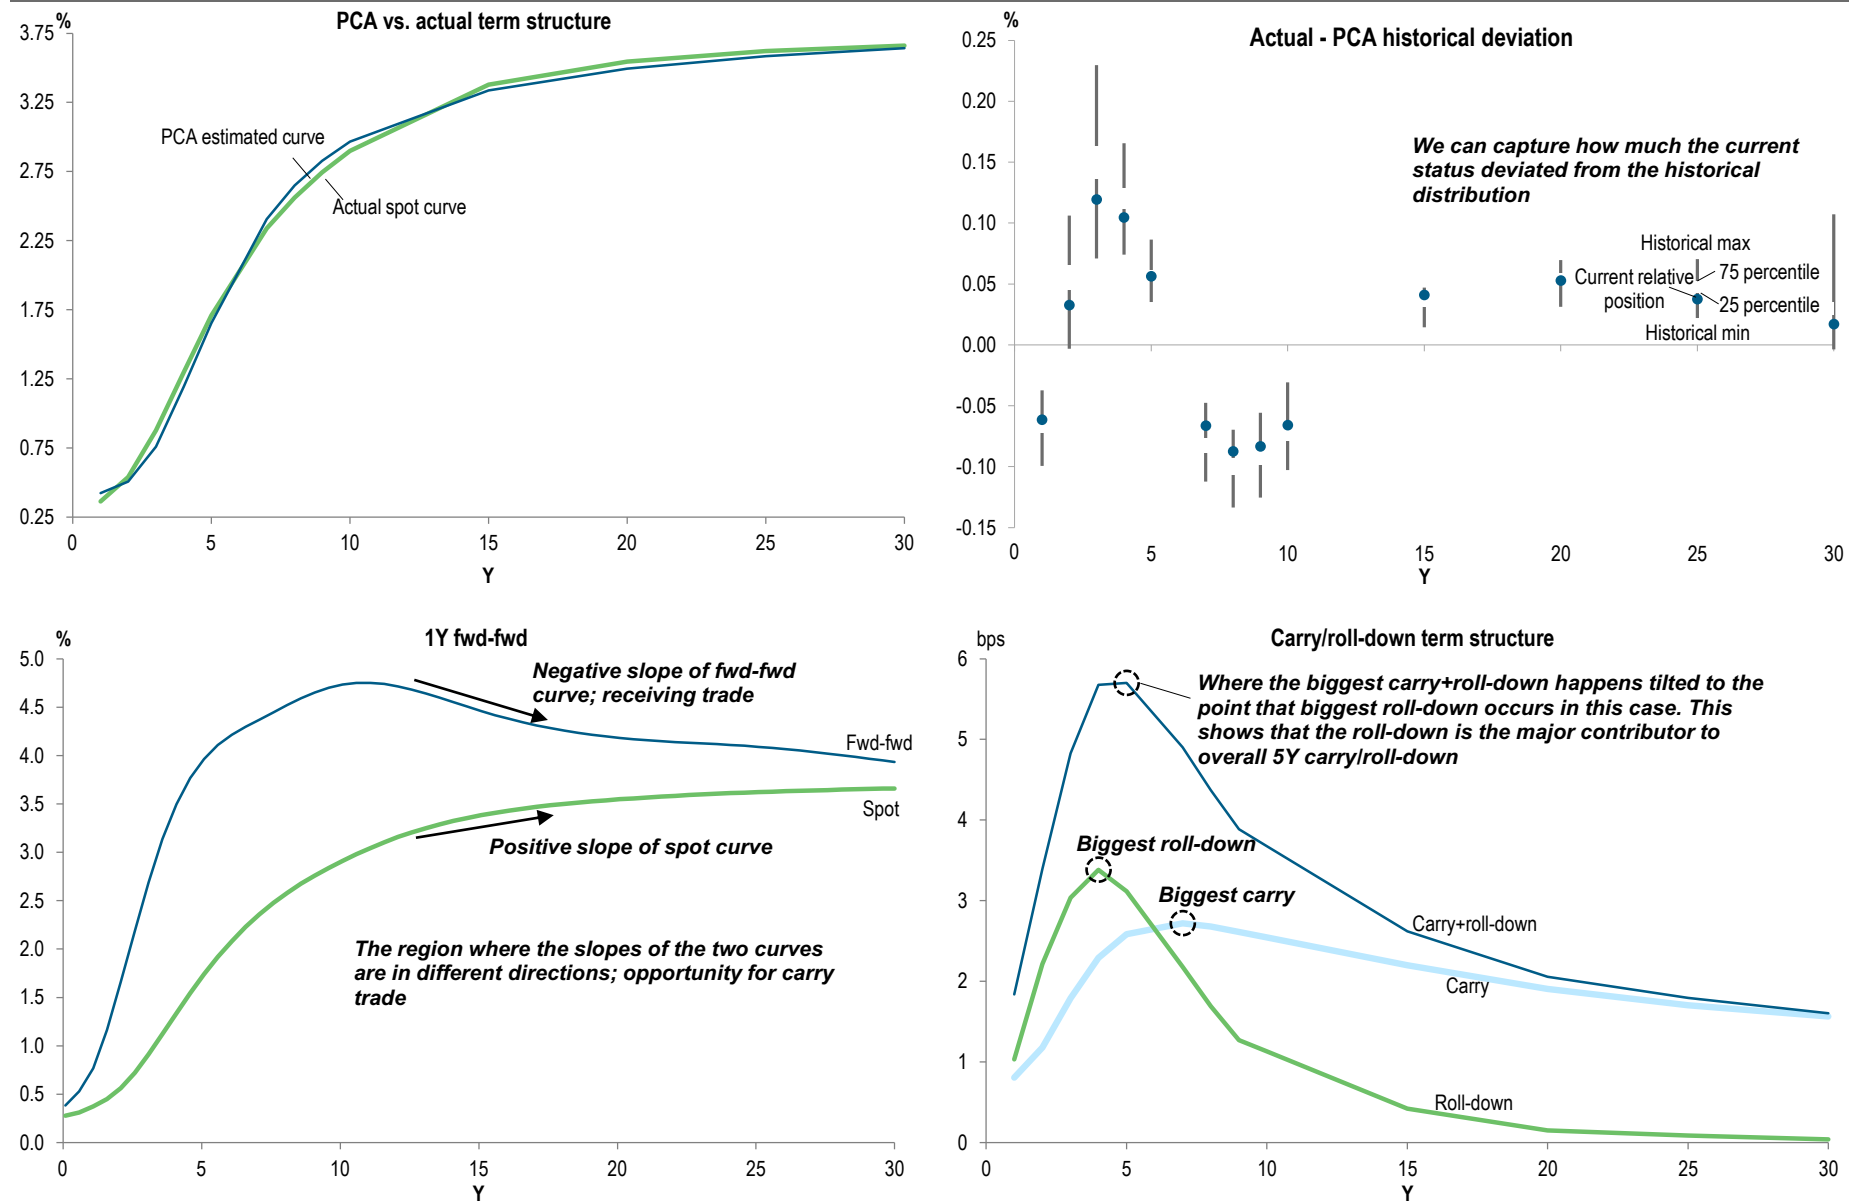 PCA vs. actual term structure
%
3.75
3.25
2.75
2.25
1.75
1.25
0.75
0.25
PCA estimated curve
Actual spot curve
0 5 10 15 20 25 30
Y
Actual - PCA historical deviation
%
0.25
0.20
0.15
0.10
0.05
0.00
-0.05
-0.10
-0.15
We can capture how much the current
status deviated from the historical
distribution
Historical max
75 percentile
Current relative
position
25 percentile
Historical min
0 5 10 15 20 25 30
Y
1Y fwd-fwd
%
5.0
4.5
4.0
3.5
3.0
2.5
2.0
1.5
1.0
0.5
0.0
Negative slope of fwd-fwd
curve; receiving trade
Fwd-fwd
Spot
Positive slope of spot curve
The region where the slopes of the two curves
are in different directions; opportunity for carry
trade
0 5 10 15 20 25 30
Y
Carry/roll-down term structure
bps
6
5
4
3
2
1
0
Where the biggest carry+roll-down happens tilted to the
point that biggest roll-down occurs in this case. This
shows that the roll-down is the major contributor to
overall 5Y carry/roll-down
Biggest roll-down
Biggest carry
Carry+roll-down
Carry
Roll-down
0 5 10 15 20 25 30
Y